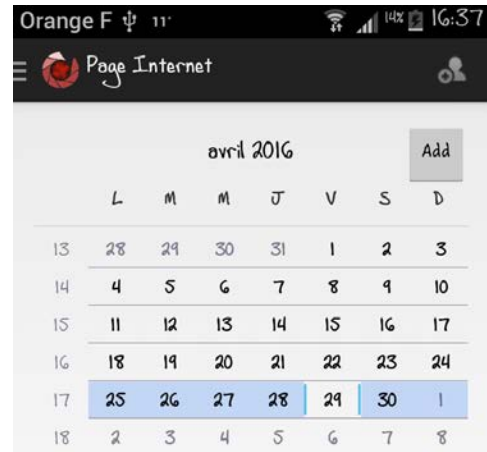 Orange F 11° 14% 16:37
Page Internet
avril 2016 Add
L M M J V S D
13 28 29 30 31 1 2 3
14 4 5 6 7 8 9 10
15 11 12 13 14 15 16 17
16 18 19 20 21 22 23 24
17 25 26 27 28 29 30 1
18 2 3 4 5 6 7 8